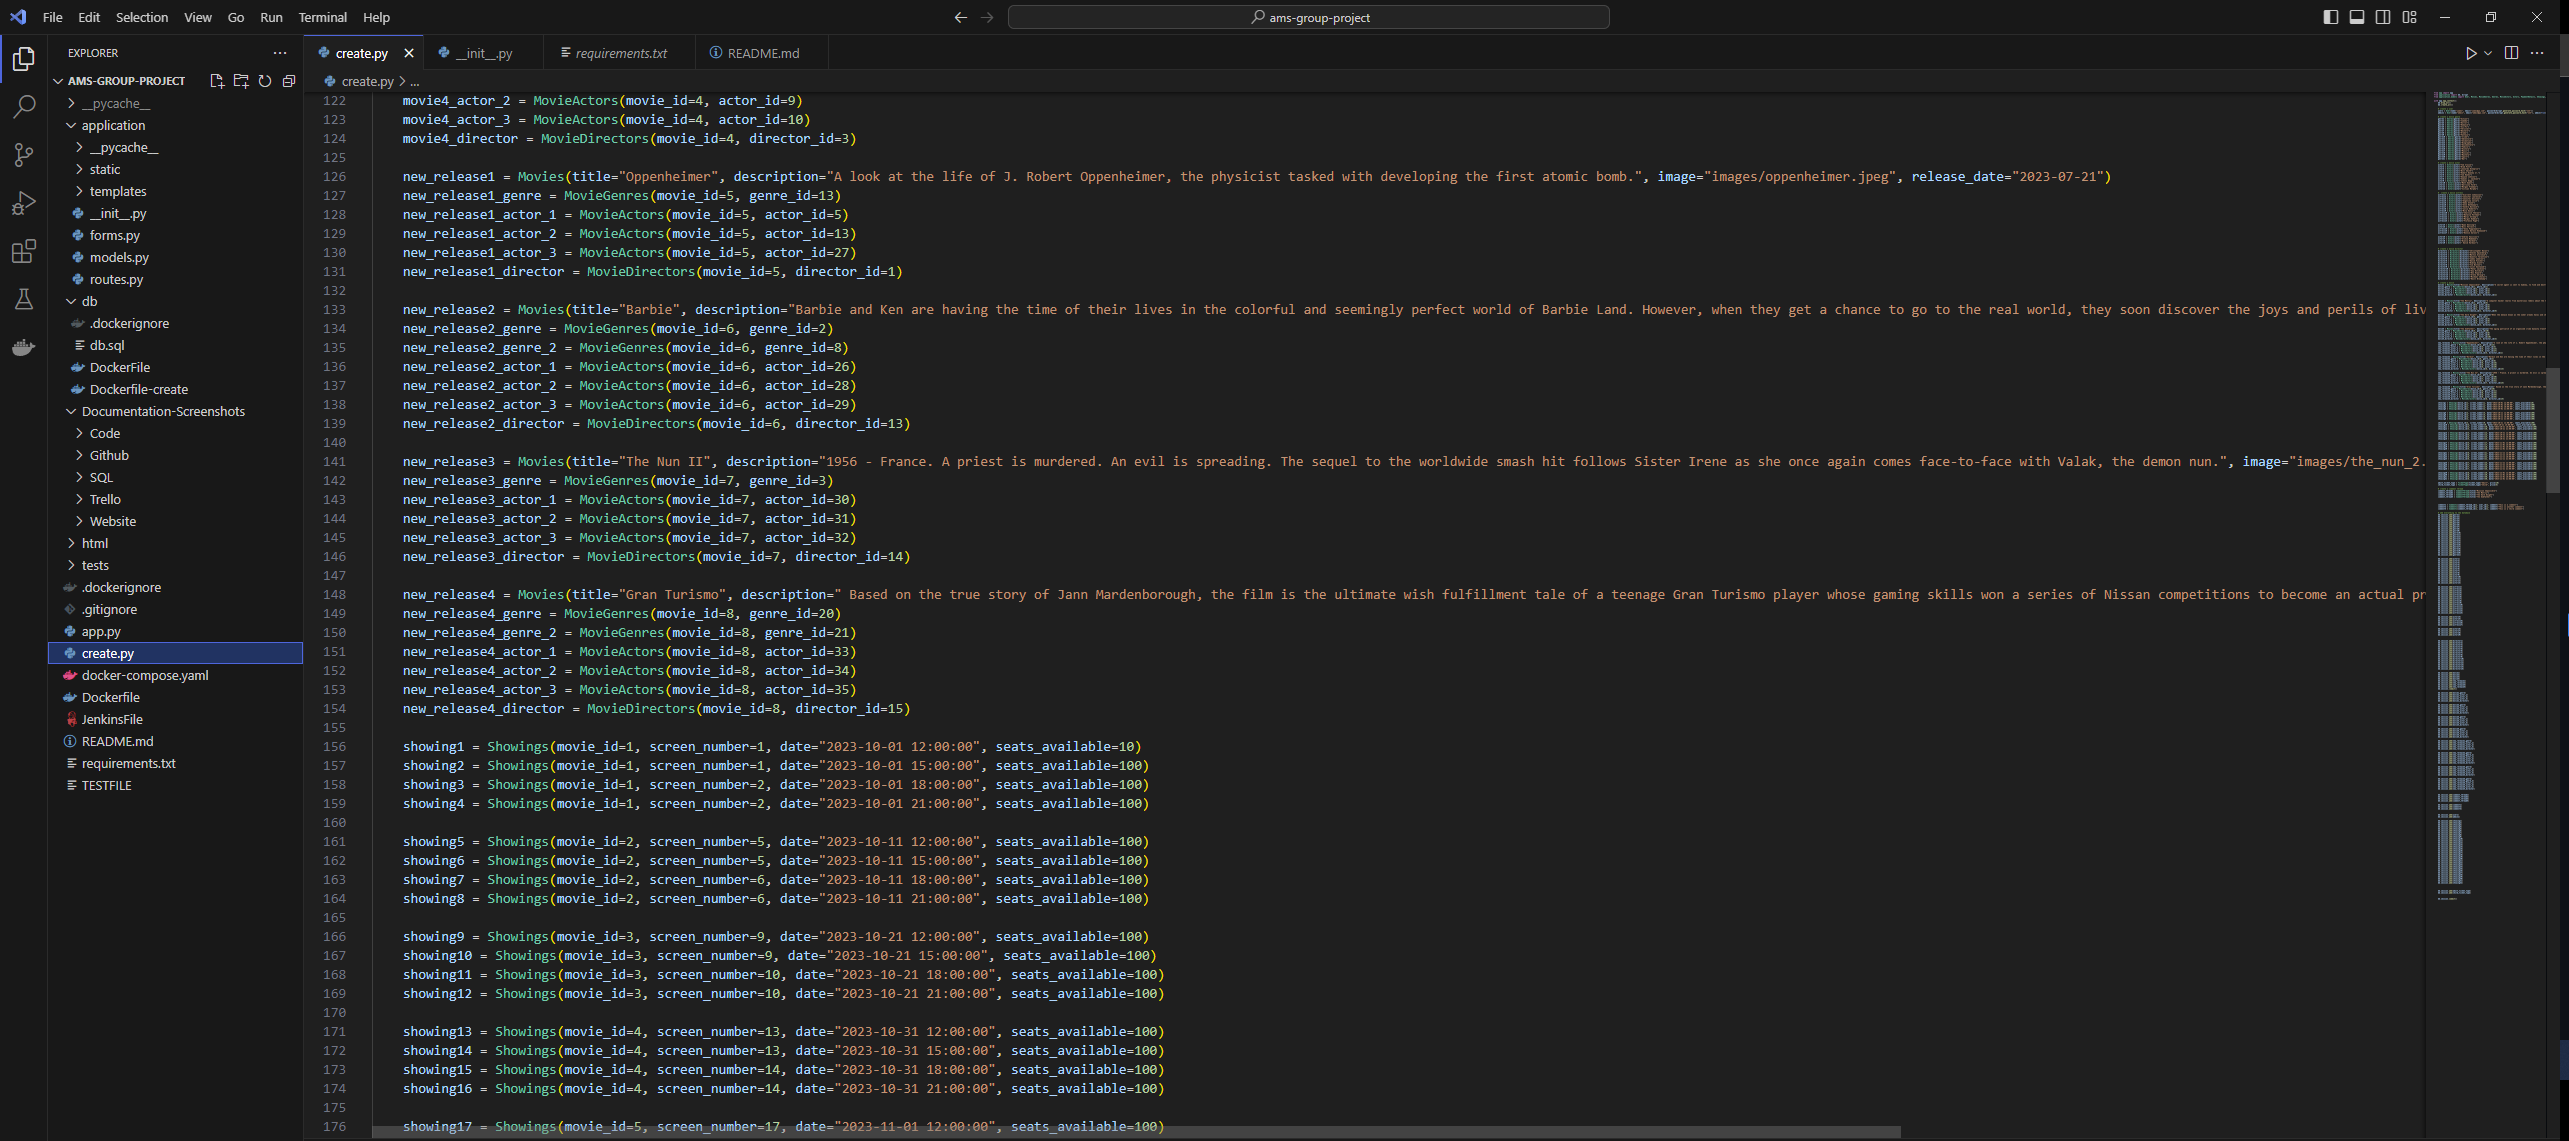 File Edit Selection View Go Run Terminal Help
ams-group-project
EXPLORER
AMS-GROUP-PROJECT
__pycache__
application
__pycache__
static
templates
__init__.py
forms.py
models.py
routes.py
db
.dockerignore
db.sql
DockerFile
Dockerfile-create
Documentation-Screenshots
Code
Github
SQL
Trello
Website
html
tests
.dockerignore
.gitignore
app.py
create.py
docker-compose.yaml
Dockerfile
JenkinsFile
README.md
requirements.txt
TESTFILE
create.py __init__.py requirements.txt README.md
create.py > ...
122 movie4_actor_2 = MovieActors(movie_id=4, actor_id=9)
123 movie4_actor_3 = MovieActors(movie_id=4, actor_id=10)
124 movie4_director = MovieDirectors(movie_id=4, director_id=3)
125
126 new_release1 = Movies(title="Oppenheimer", description="A look at the life of J. Robert Oppenheimer, the physicist tasked with developing the first atomic bomb.", image="images/oppenheimer.jpeg", release_date="2023-07-21")
127 new_release1_genre = MovieGenres(movie_id=5, genre_id=13)
128 new_release1_actor_1 = MovieActors(movie_id=5, actor_id=5)
129 new_release1_actor_2 = MovieActors(movie_id=5, actor_id=13)
130 new_release1_actor_3 = MovieActors(movie_id=5, actor_id=27)
131 new_release1_director = MovieDirectors(movie_id=5, director_id=1)
132
133 new_release2 = Movies(title="Barbie", description="Barbie and Ken are having the time of their lives in the colorful and seemingly perfect world of Barbie Land. However, when they get a chance to go to the real world, they soon discover the joys and perils of liv
134 new_release2_genre = MovieGenres(movie_id=6, genre_id=2)
135 new_release2_genre_2 = MovieGenres(movie_id=6, genre_id=8)
136 new_release2_actor_1 = MovieActors(movie_id=6, actor_id=26)
137 new_release2_actor_2 = MovieActors(movie_id=6, actor_id=28)
138 new_release2_actor_3 = MovieActors(movie_id=6, actor_id=29)
139 new_release2_director = MovieDirectors(movie_id=6, director_id=13)
140
141 new_release3 = Movies(title="The Nun II", description="1956 - France. A priest is murdered. An evil is spreading. The sequel to the worldwide smash hit follows Sister Irene as she once again comes face-to-face with Valak, the demon nun.", image="images/the_nun_2.
142 new_release3_genre = MovieGenres(movie_id=7, genre_id=3)
143 new_release3_actor_1 = MovieActors(movie_id=7, actor_id=30)
144 new_release3_actor_2 = MovieActors(movie_id=7, actor_id=31)
145 new_release3_actor_3 = MovieActors(movie_id=7, actor_id=32)
146 new_release3_director = MovieDirectors(movie_id=7, director_id=14)
147
148 new_release4 = Movies(title="Gran Turismo", description=" Based on the true story of Jann Mardenborough, the film is the ultimate wish fulfillment tale of a teenage Gran Turismo player whose gaming skills won a series of Nissan competitions to become an actual pr
149 new_release4_genre = MovieGenres(movie_id=8, genre_id=20)
150 new_release4_genre_2 = MovieGenres(movie_id=8, genre_id=21)
151 new_release4_actor_1 = MovieActors(movie_id=8, actor_id=33)
152 new_release4_actor_2 = MovieActors(movie_id=8, actor_id=34)
153 new_release4_actor_3 = MovieActors(movie_id=8, actor_id=35)
154 new_release4_director = MovieDirectors(movie_id=8, director_id=15)
155
156 showing1 = Showings(movie_id=1, screen_number=1, date="2023-10-01 12:00:00", seats_available=10)
157 showing2 = Showings(movie_id=1, screen_number=1, date="2023-10-01 15:00:00", seats_available=100)
158 showing3 = Showings(movie_id=1, screen_number=2, date="2023-10-01 18:00:00", seats_available=100)
159 showing4 = Showings(movie_id=1, screen_number=2, date="2023-10-01 21:00:00", seats_available=100)
160
161 showing5 = Showings(movie_id=2, screen_number=5, date="2023-10-11 12:00:00", seats_available=100)
162 showing6 = Showings(movie_id=2, screen_number=5, date="2023-10-11 15:00:00", seats_available=100)
163 showing7 = Showings(movie_id=2, screen_number=6, date="2023-10-11 18:00:00", seats_available=100)
164 showing8 = Showings(movie_id=2, screen_number=6, date="2023-10-11 21:00:00", seats_available=100)
165
166 showing9 = Showings(movie_id=3, screen_number=9, date="2023-10-21 12:00:00", seats_available=100)
167 showing10 = Showings(movie_id=3, screen_number=9, date="2023-10-21 15:00:00", seats_available=100)
168 showing11 = Showings(movie_id=3, screen_number=10, date="2023-10-21 18:00:00", seats_available=100)
169 showing12 = Showings(movie_id=3, screen_number=10, date="2023-10-21 21:00:00", seats_available=100)
170
171 showing13 = Showings(movie_id=4, screen_number=13, date="2023-10-31 12:00:00", seats_available=100)
172 showing14 = Showings(movie_id=4, screen_number=13, date="2023-10-31 15:00:00", seats_available=100)
173 showing15 = Showings(movie_id=4, screen_number=14, date="2023-10-31 18:00:00", seats_available=100)
174 showing16 = Showings(movie_id=4, screen_number=14, date="2023-10-31 21:00:00", seats_available=100)
175
176 showing17 = Showings(movie_id=5, screen_number=17, date="2023-11-01 12:00:00", seats_available=100)